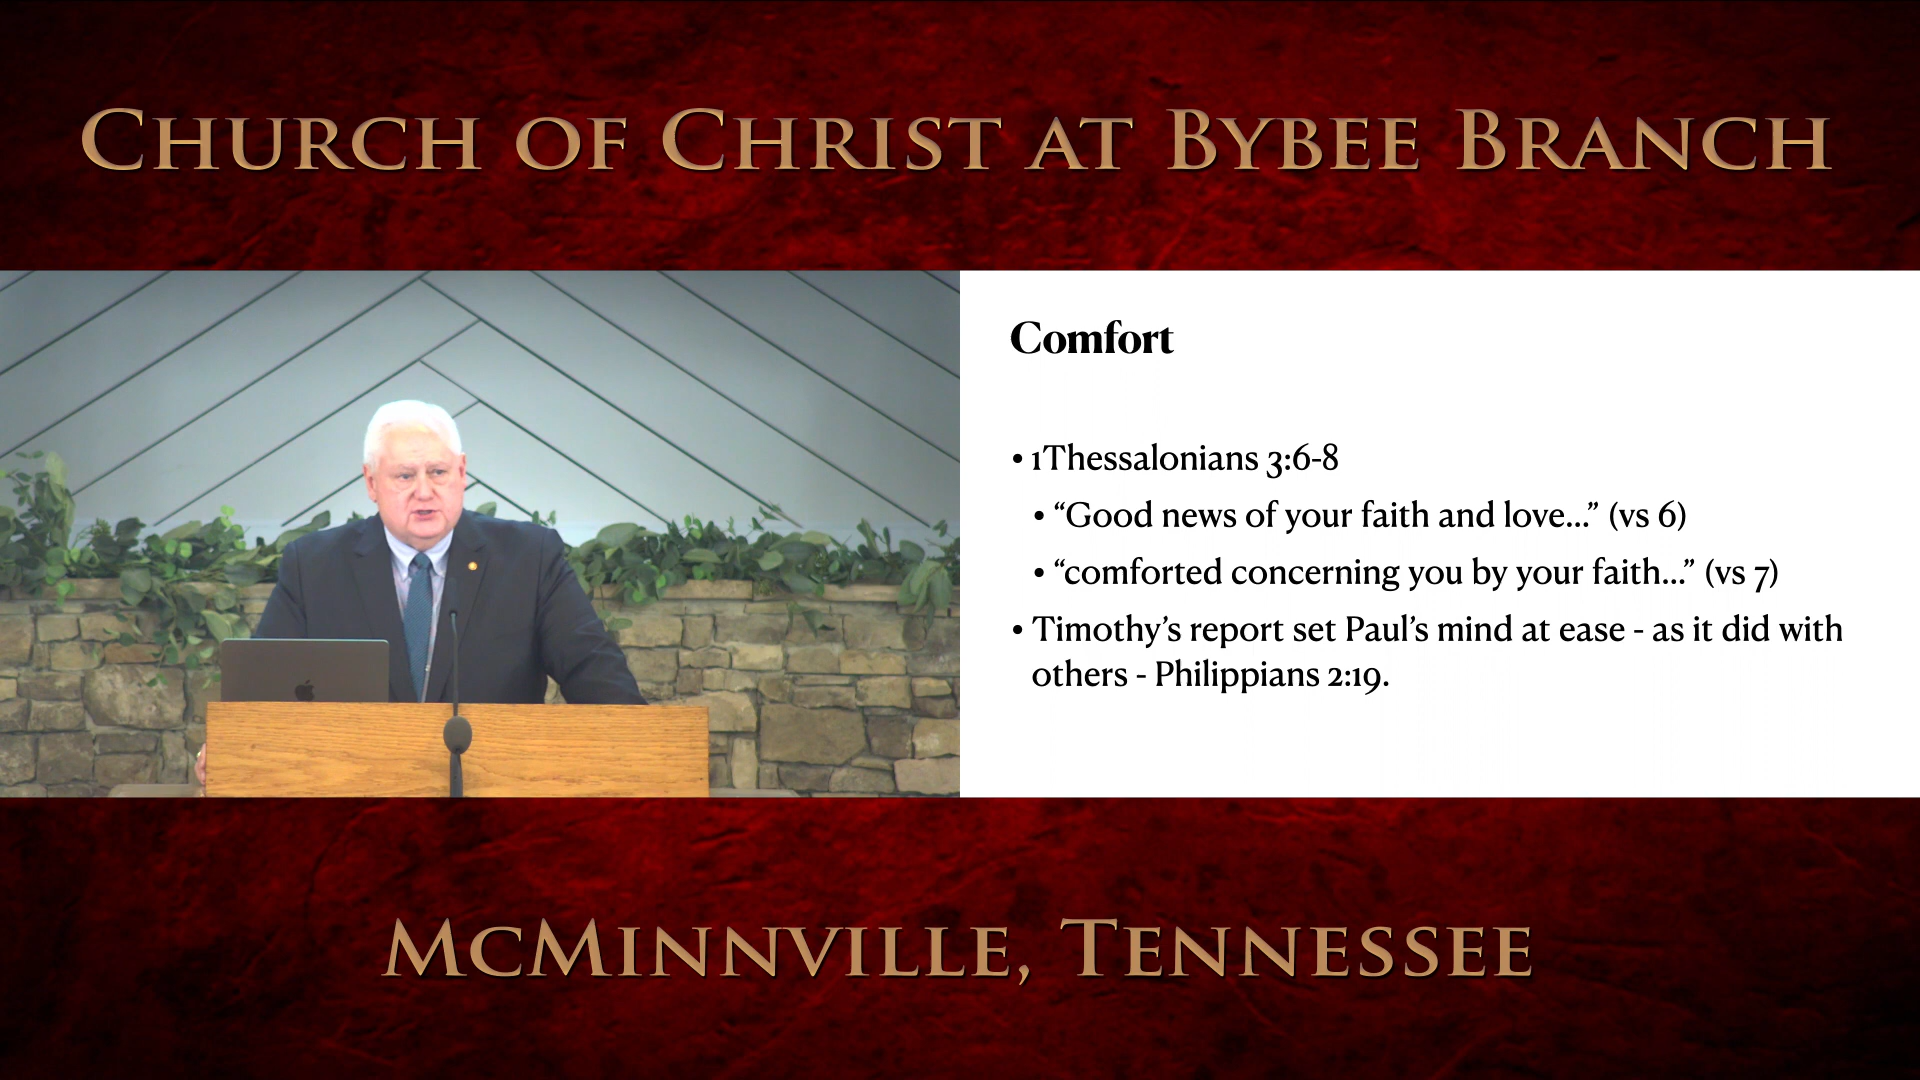 Church of Christ at Bybee Branch
Comfort
• 1Thessalonians 3:6-8
• “Good news of your faith and love...” (vs 6)
• “comforted concerning you by your faith...” (vs 7)
• Timothy’s report set Paul’s mind at ease - as it did with
others - Philippians 2:19.
McMinnville, Tennessee